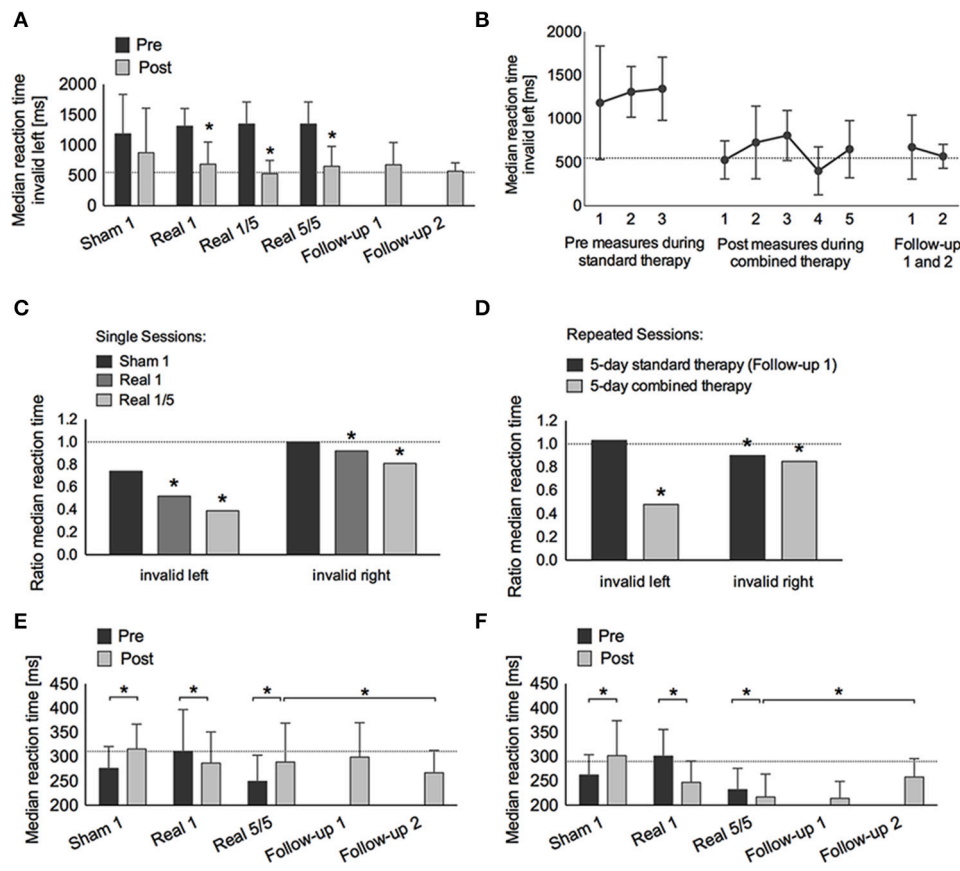 A
Pre
Post
Median reaction time
invalid left [ms]
2000
1500
1000
500
0
* * *
Sham 1 Real 1 Real 1/5 Real 5/5 Follow-up 1 Follow-up 2
B
Median reaction time
invalid left [ms]
2000
1500
1000
500
0
1 2 3 1 2 3 4 5 1 2
Pre measures during Post measures during Follow-up
standard therapy combined therapy 1 and 2
C
Single Sessions:
Sham 1
Real 1
Real 1/5
Ratio median reaction time
1.2
1.0
0.8
0.6
0.4
0.2
0.0
* * * *
invalid left invalid right
D
Repeated Sessions:
5-day standard therapy (Follow-up 1)
5-day combined therapy
Ratio median reaction time
1.2
1.0
0.8
0.6
0.4
0.2
0.0
* * *
invalid left invalid right
E
Pre
Post
Median reaction time [ms]
450
400
350
300
250
200
* * * *
Sham 1 Real 1 Real 5/5 Follow-up 1 Follow-up 2
F
Pre
Post
Median reaction time [ms]
450
400
350
300
250
200
* * * *
Sham 1 Real 1 Real 5/5 Follow-up 1 Follow-up 2